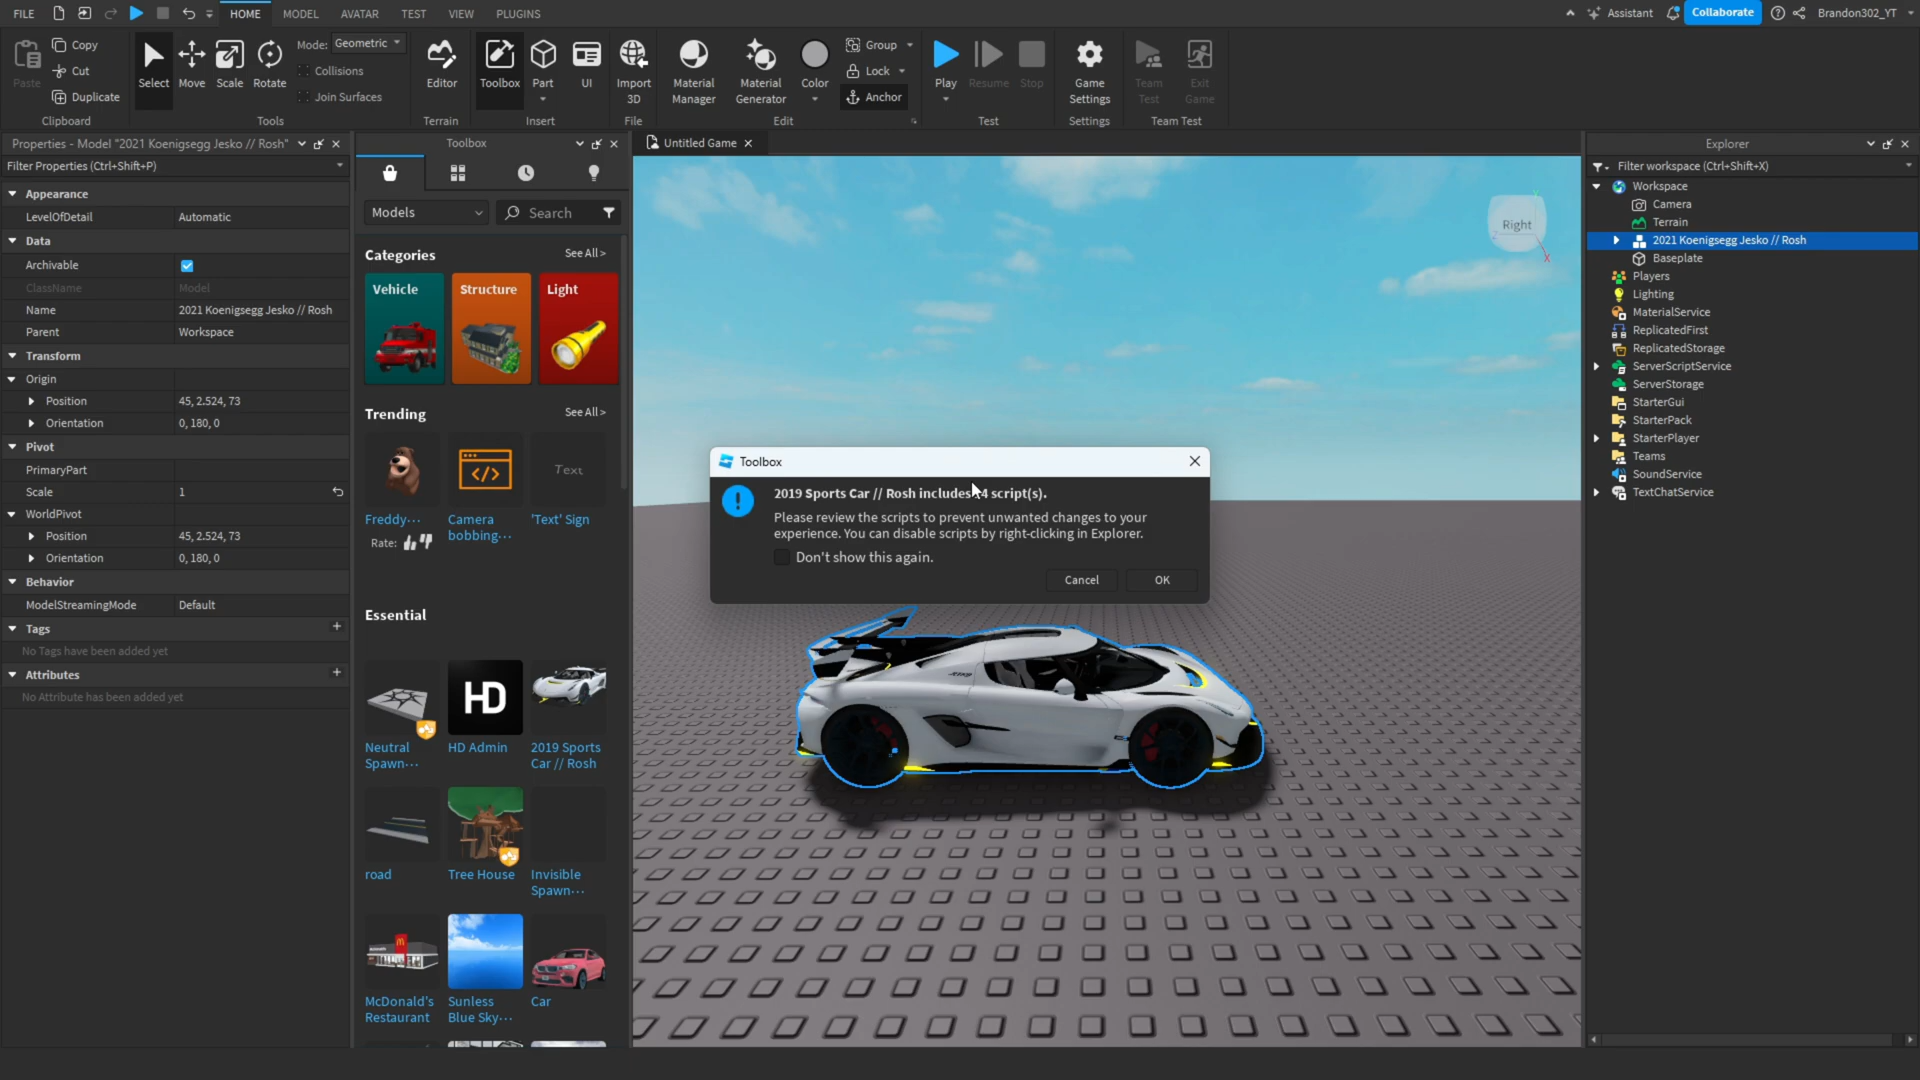 FILE
HOME
MODEL
AVATAR
TEST
VIEW
PLUGINS
Assistant
Collaborate
Brandon302_YT
Paste
Copy
Cut
Duplicate
Clipboard
Select
Move
Scale
Rotate
Mode: Geometric
Collisions
Join Surfaces
Tools
Editor
Terrain
Toolbox
Part
UI
Insert
Import
3D
File
Material
Manager
Material
Generator
Color
Group
Lock
Anchor
Edit
Play
Resume
Stop
Test
Game
Settings
Settings
Team
Test
Exit
Game
Team Test
Properties - Model "2021 Koenigsegg Jesko // Rosh"
Filter Properties (Ctrl+Shift+P)
Appearance
LevelOfDetail Automatic
Data
Archivable
ClassName Model
Name 2021 Koenigsegg Jesko // Rosh
Parent Workspace
Transform
Origin
Position 45, 2.524, 73
Orientation 0, 180, 0
Pivot
PrimaryPart
Scale 1
WorldPivot
Position 45, 2.524, 73
Orientation 0, 180, 0
Behavior
ModelStreamingMode Default
Tags
No Tags have been added yet
Attributes
No Attribute has been added yet
Toolbox
Models
Search
Categories
See All >
Vehicle
Structure
Light
Trending
See All >
Text
Freddy···
Camera
bobbing···
'Text' Sign
Rate:
Essential
HD
Neutral
Spawn···
HD Admin
2019 Sports
Car // Rosh
road
Tree House
Invisible
Spawn···
McDonald's
Restaurant
Sunless
Blue Sky···
Car
Untitled Game
Right
X
Toolbox
2019 Sports Car // Rosh includes 4 script(s).
Please review the scripts to prevent unwanted changes to your
experience. You can disable scripts by right-clicking in Explorer.
Don't show this again.
Cancel
OK
Explorer
Filter workspace (Ctrl+Shift+X)
Workspace
Camera
Terrain
2021 Koenigsegg Jesko // Rosh
Baseplate
Players
Lighting
MaterialService
ReplicatedFirst
ReplicatedStorage
ServerScriptService
ServerStorage
StarterGui
StarterPack
StarterPlayer
Teams
SoundService
TextChatService